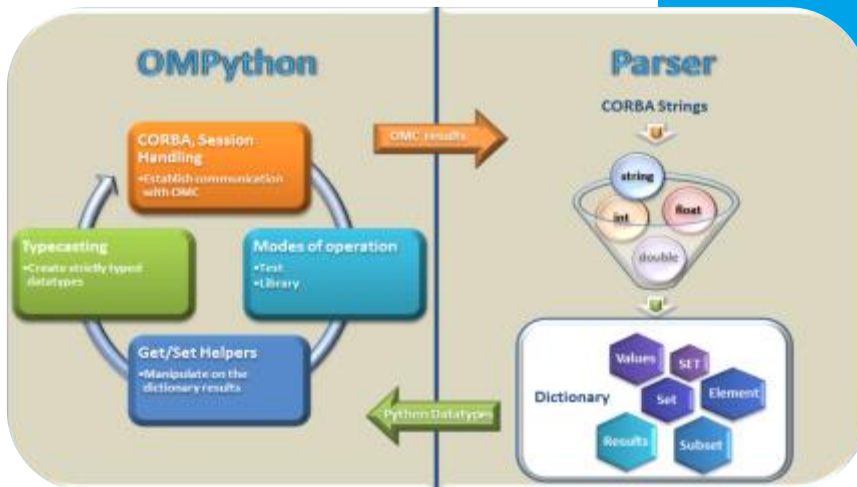 OMPython
CORBA, Session
Handling
•Establish communication
with OMC
Typecasting
•Create strictly typed
datatypes
Modes of operation
•Test
•Library
Get/Set Helpers
•Manipulate on the
dictionary results
OMC results
Python Datatypes
Parser
CORBA Strings
string
int
float
double
Dictionary
Values
SET
Set
Element
Results
Subset